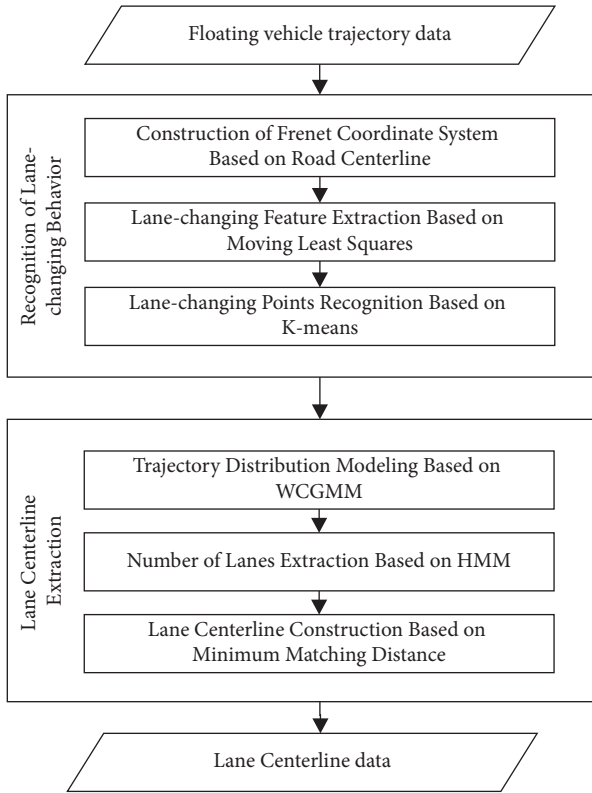 Floating vehicle trajectory data
Recognition of Lane-
changing Behavior
Construction of Frenet Coordinate System
Based on Road Centerline
Lane-changing Feature Extraction Based on
Moving Least Squares
Lane-changing Points Recognition Based on
K-means
Lane Centerline
Extraction
Trajectory Distribution Modeling Based on
WCGMM
Number of Lanes Extraction Based on HMM
Lane Centerline Construction Based on
Minimum Matching Distance
Lane Centerline data